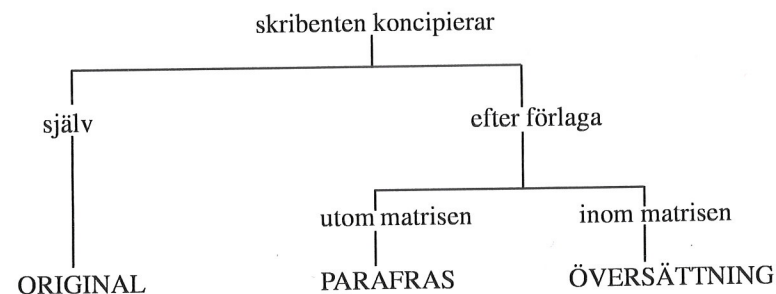 skribenten koncipierar
själv
efter förlaga
utom matrisen
inom matrisen
ORIGINAL
PARAFRAS
ÖVERSÄTTNING